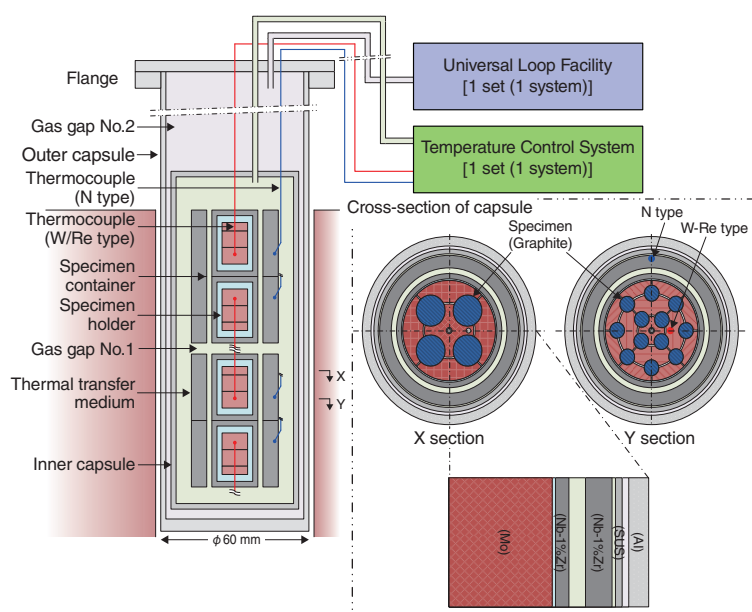 Universal Loop Facility
[1 set (1 system)]
Flange
Gas gap No.2
Outer capsule
Temperature Control System
[1 set (1 system)]
Thermocouple
(N type)
Thermocouple
(W/Re type)
Specimen
container
Specimen
holder
Gas gap No.1
Thermal transfer
medium
Inner capsule
X
Y
ϕ60 mm
Cross-section of capsule
Specimen
(Graphite)
N type
W-Re type
X section
Y section
(Mo)
(Nb-1%Zr)
(Nb-1%Zr)
(SUS)
(Al)